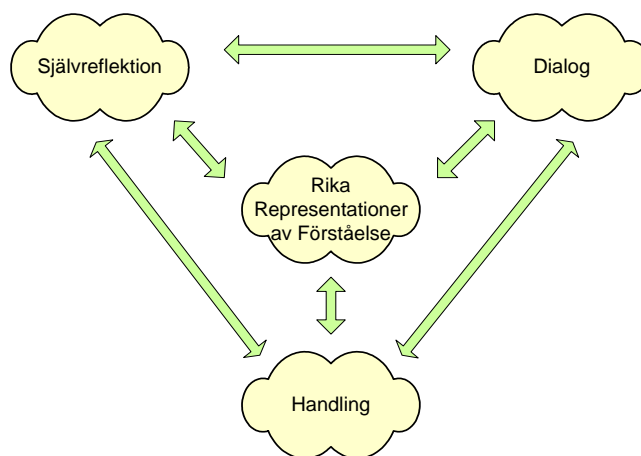 Självreflektion
Dialog
Rika
Representationer
av Förståelse
Handling